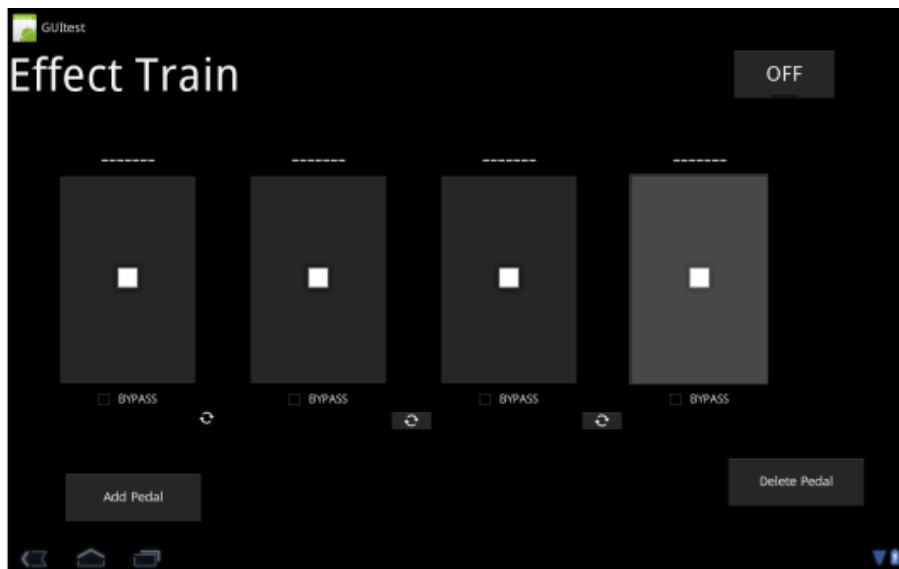 GUItest
Effect Train
OFF
------- ------- ------- -------
BYPASS BYPASS BYPASS BYPASS
Add Pedal
Delete Pedal